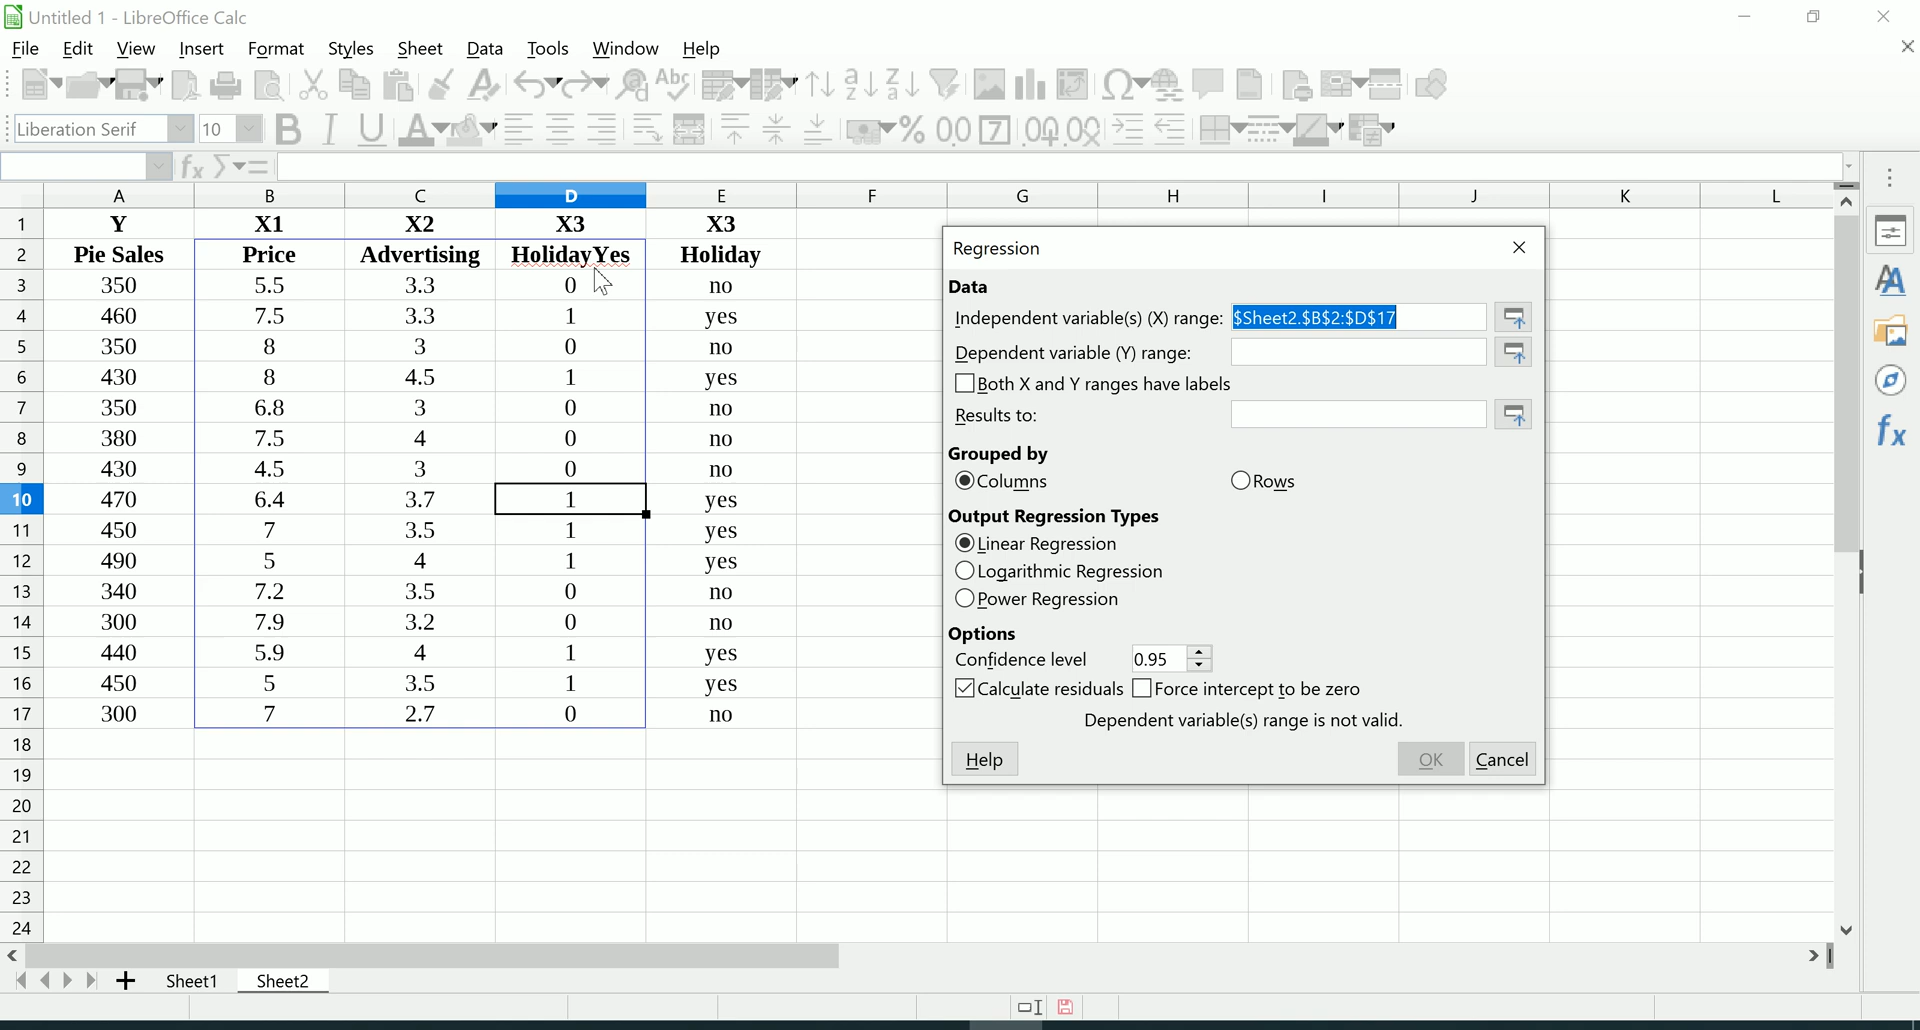 Untitled 1 - LibreOffice Calc
File Edit View Insert Format Styles Sheet Data Tools Window Help
Liberation Serif 10
A B C D E F G H I J K L
1 Y X1 X2 X3 X3
2 Pie Sales Price Advertising HolidayYes Holiday
3 350 5.5 3.3 0 no
4 460 7.5 3.3 1 yes
5 350 8 3 0 no
6 430 8 4.5 1 yes
7 350 6.8 3 0 no
8 380 7.5 4 0 no
9 430 4.5 3 0 no
10 470 6.4 3.7 1 yes
11 450 7 3.5 1 yes
12 490 5 4 1 yes
13 340 7.2 3.5 0 no
14 300 7.9 3.2 0 no
15 440 5.9 4 1 yes
16 450 5 3.5 1 yes
17 300 7 2.7 0 no
18
19
20
21
22
23
24
Regression
Data
Independent variable(s) (X) range: $Sheet2.$B$2:$D$17
Dependent variable (Y) range:
Both X and Y ranges have labels
Results to:
Grouped by
Columns Rows
Output Regression Types
Linear Regression
Logarithmic Regression
Power Regression
Options
Confidence level 0.95
Calculate residuals Force intercept to be zero
Dependent variable(s) range is not valid.
Help OK Cancel
Sheet1 Sheet2